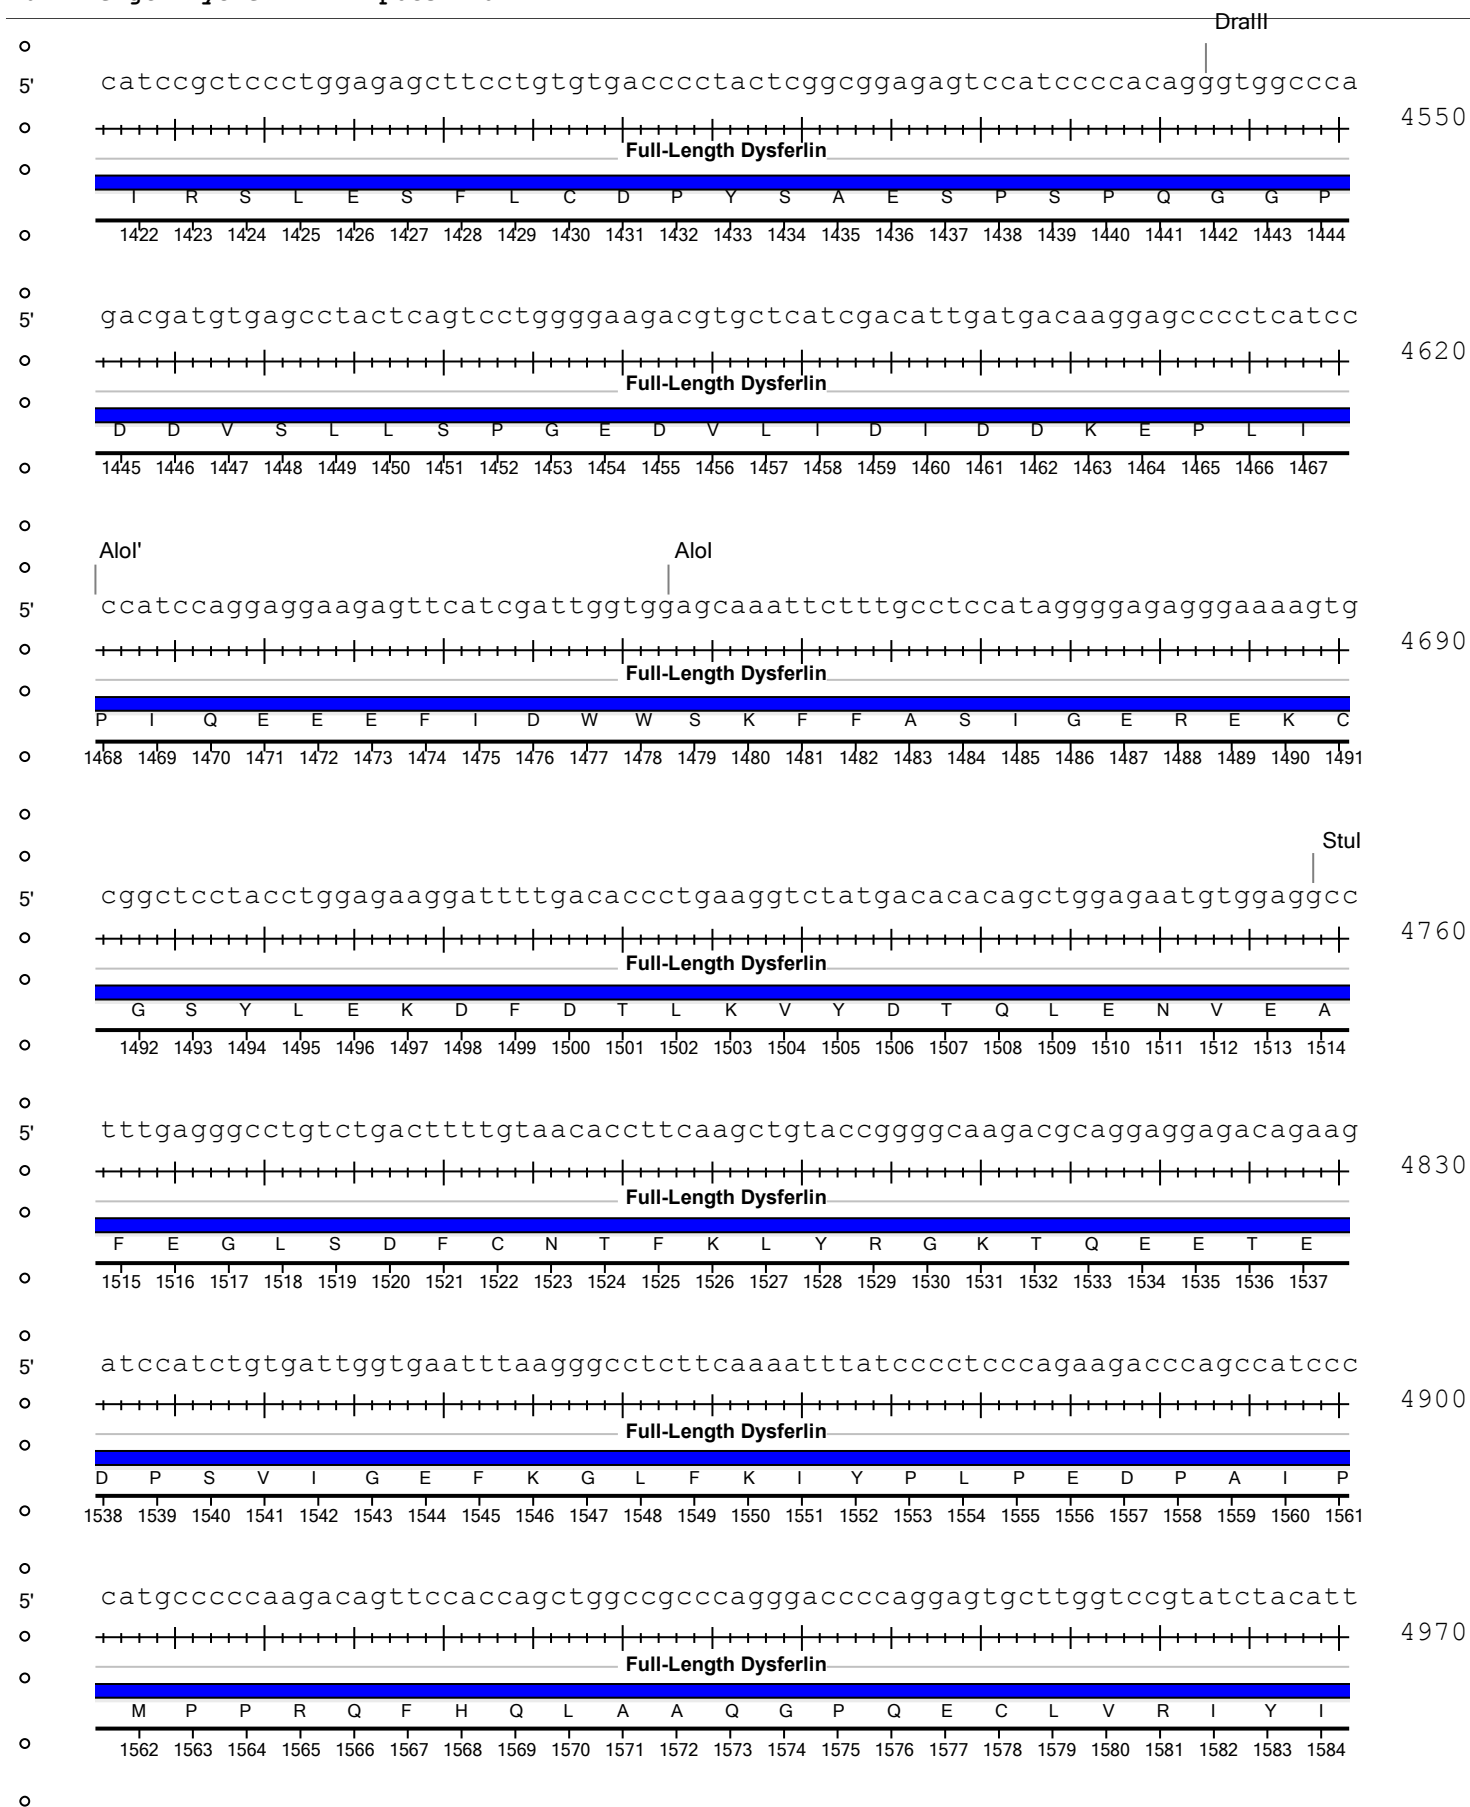 DraIII
5' catccgctccctggagagcttcctgtgtgacccctactcggcggagagtccatccccacagggtggccca
4550
Full-Length Dysferlin
I R S L E S F L C D P Y S A E S P S P Q G G P
1422 1423 1424 1425 1426 1427 1428 1429 1430 1431 1432 1433 1434 1435 1436 1437 1438 1439 1440 1441 1442 1443 1444
5' gacgatgtgagcctactcagtcctggggaagacgtgctcatcgacattgatgacaaggagcccctcatcc
4620
Full-Length Dysferlin
D D V S L L S P G E D V L I D I D D K E P L I
1445 1446 1447 1448 1449 1450 1451 1452 1453 1454 1455 1456 1457 1458 1459 1460 1461 1462 1463 1464 1465 1466 1467
AloI' AloI
5' ccatccaggaggaagagttcatcgattggtggagcaaattctttgcctccataggggagagggaaaagtg
4690
Full-Length Dysferlin
P I Q E E E F I D W W S K F F A S I G E R E K C
1468 1469 1470 1471 1472 1473 1474 1475 1476 1477 1478 1479 1480 1481 1482 1483 1484 1485 1486 1487 1488 1489 1490 1491
StuI
5' cggctcctacctggagaaggattttgacaccctgaaggtctatgacacacagctggagaatgtggaggcc
4760
Full-Length Dysferlin
G S Y L E K D F D T L K V Y D T Q L E N V E A
1492 1493 1494 1495 1496 1497 1498 1499 1500 1501 1502 1503 1504 1505 1506 1507 1508 1509 1510 1511 1512 1513 1514
5' tttgagggcctgtctgacttttgtaacaccttcaagctgtaccggggcaagacgcaggaggagacagaag
4830
Full-Length Dysferlin
F E G L S D F C N T F K L Y R G K T Q E E T E
1515 1516 1517 1518 1519 1520 1521 1522 1523 1524 1525 1526 1527 1528 1529 1530 1531 1532 1533 1534 1535 1536 1537
5' atccatctgtgattggtgaatttaagggcctcttcaaaatttatcccctcccagaagacccagccatccc
4900
Full-Length Dysferlin
D P S V I G E F K G L F K I Y P L P E D P A I P
1538 1539 1540 1541 1542 1543 1544 1545 1546 1547 1548 1549 1550 1551 1552 1553 1554 1555 1556 1557 1558 1559 1560 1561
5' catgcccccaagacagttccaccagctggccgcccagggaccccaggagtgcttggtccgtatctacatt
4970
Full-Length Dysferlin
M P P R Q F H Q L A A Q G P Q E C L V R I Y I
1562 1563 1564 1565 1566 1567 1568 1569 1570 1571 1572 1573 1574 1575 1576 1577 1578 1579 1580 1581 1582 1583 1584